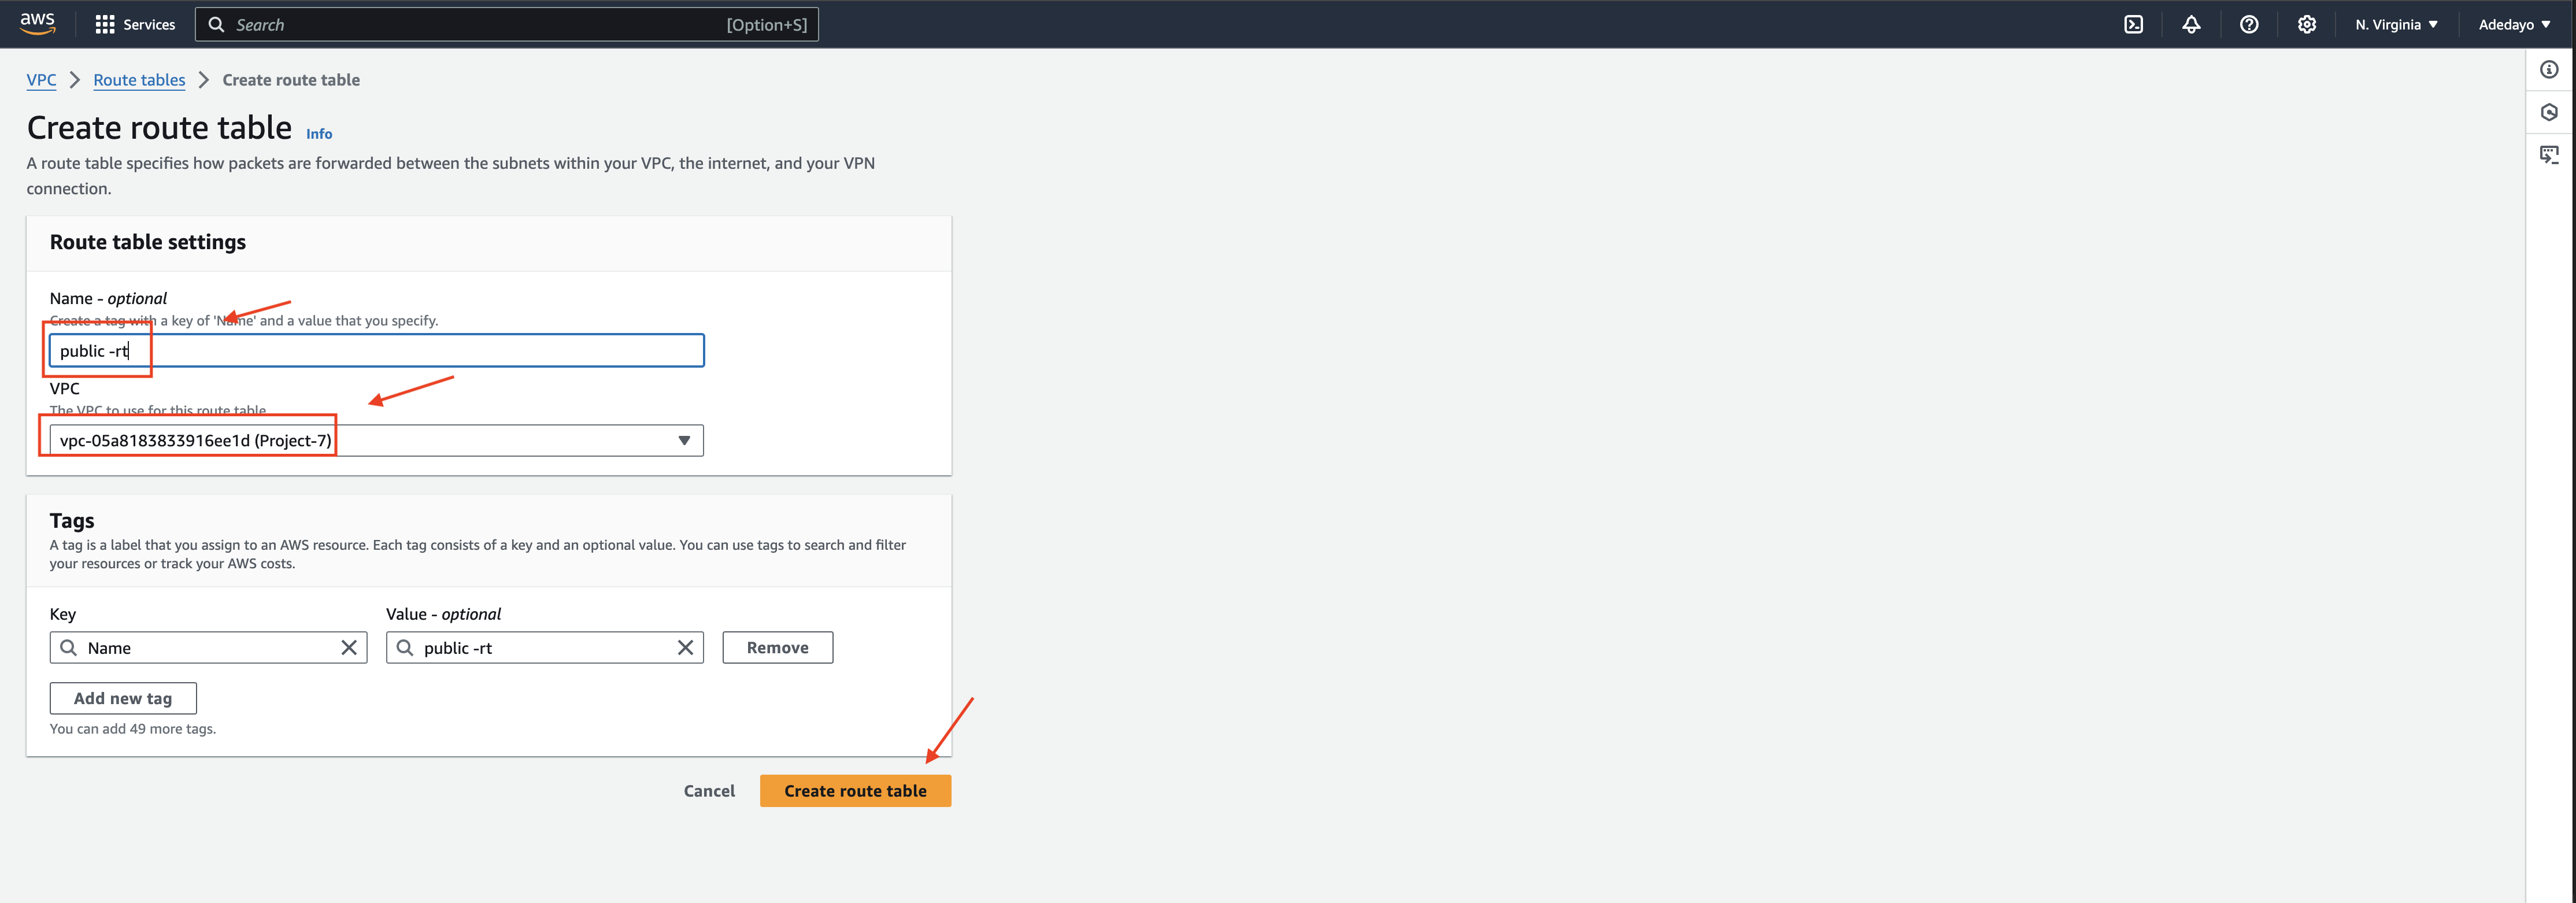 aws
Services
Search
[Option+S]
N. Virginia
Adedayo
VPC
Route tables
Create route table
Create route table
Info
A route table specifies how packets are forwarded between the subnets within your VPC, the internet, and your VPN
connection.
Route table settings
Name - optional
Create a tag with a key of 'Name' and a value that you specify.
public -rt
VPC
The VPC to use for this route table.
vpc-05a8183833916ee1d (Project-7)
Tags
A tag is a label that you assign to an AWS resource. Each tag consists of a key and an optional value. You can use tags to search and filter
your resources or track your AWS costs.
Key
Value - optional
Name
public -rt
Remove
Add new tag
You can add 49 more tags.
Cancel
Create route table